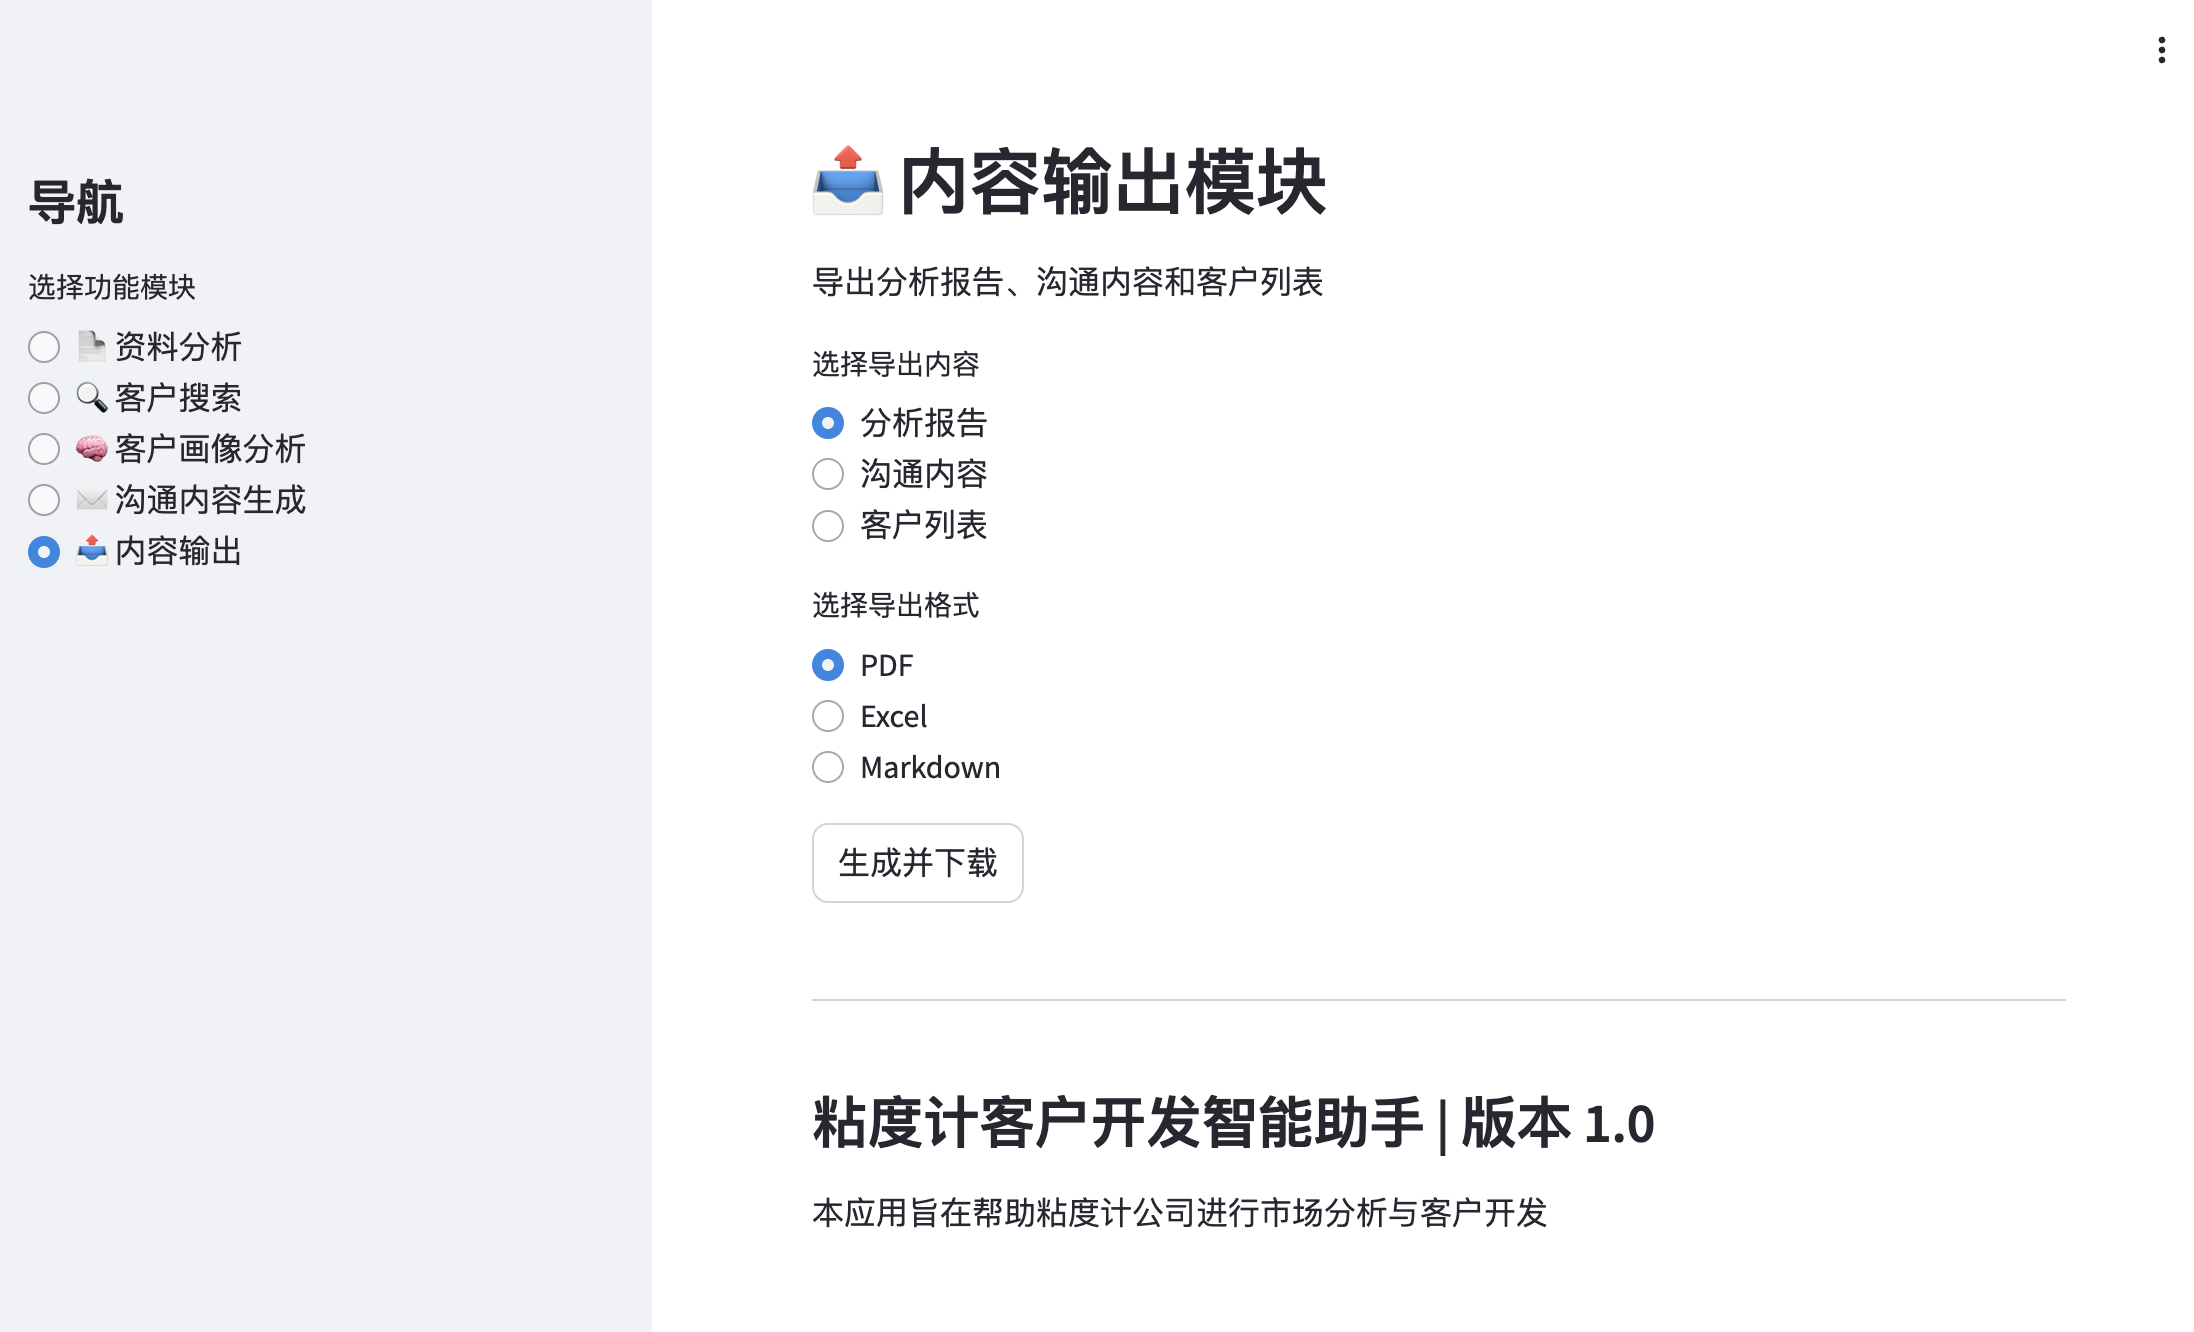 导航
选择功能模块
资料分析
客户搜索
客户画像分析
沟通内容生成
内容输出
内容输出模块
导出分析报告、沟通内容和客户列表
选择导出内容
分析报告
沟通内容
客户列表
选择导出格式
PDF
Excel
Markdown
生成并下载
粘度计客户开发智能助手 | 版本 1.0
本应用旨在帮助粘度计公司进行市场分析与客户开发